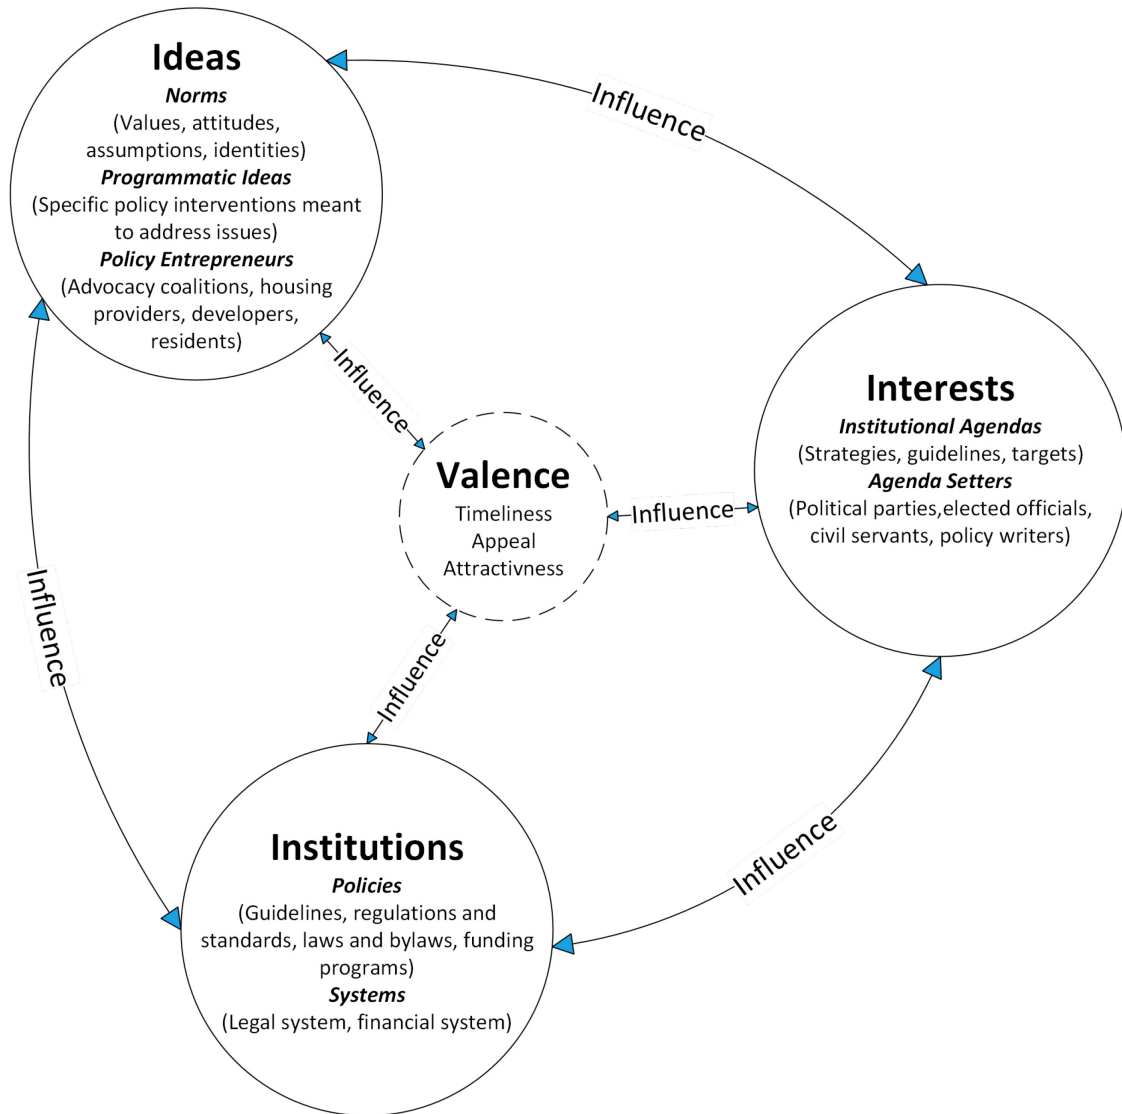 Ideas
Norms
(Values, attitudes,
assumptions, identities)
Programmatic Ideas
(Specific policy interventions meant
to address issues)
Policy Entrepreneurs
(Advocacy coalitions, housing
providers, developers,
residents)
Influence
Influence
Interests
Institutional Agendas
(Strategies, guidelines, targets)
Agenda Setters
(Political parties,elected officials,
civil servants, policy writers)
Valence
Timeliness
Appeal
Attractivness
Influence
Influence
Influence
Influence
Institutions
Policies
(Guidelines, regulations and
standards, laws and bylaws, funding
programs)
Systems
(Legal system, financial system)